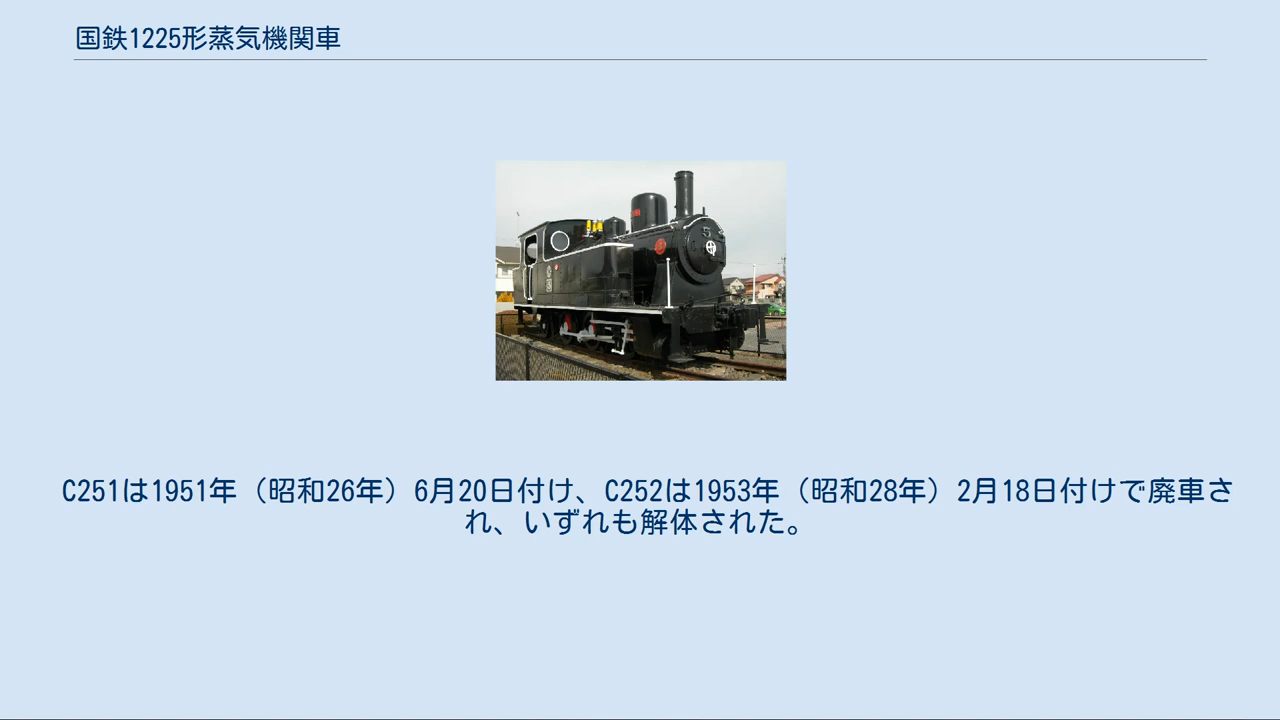 国鉄1225形蒸気機関車
5
C251は1951年（昭和26年）6月20日付け、C252は1953年（昭和28年）2月18日付けで廃車さ
れ、いずれも解体された。